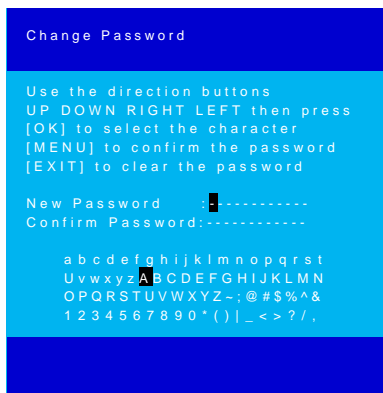 Change Password
Use the direction buttons
UP DOWN RIGHT LEFT then press
[OK] to select the character
[MENU] to confirm the password
[EXIT] to clear the password
New Password :------------
Confirm Password:------------
a b c d e f g h i j k l m n o p q r s t
U v w x y z A B C D E F G H I J K L M N
O P Q R S T U V W X Y Z ~ ; @ # $ % ^ &
1 2 3 4 5 6 7 8 9 0 * ( ) | _ < > ? / ,